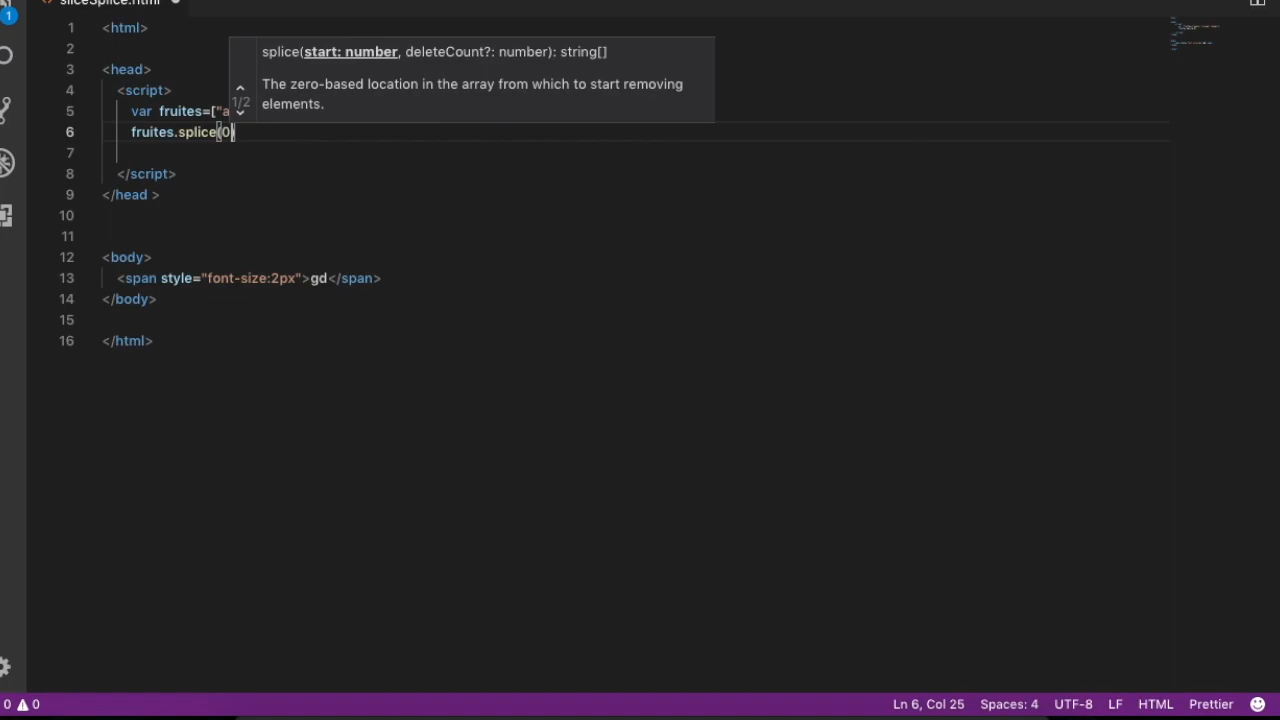 sliceSplice.html
1
1 <html>
2
splice(start: number, deleteCount?: number): string[]
3 <head>
The zero-based location in the array from which to start removing
4 <script>
1/2
elements.
5 var fruites=["a
6 fruites.splice(0)
7
8 </script>
9 </head >
10
11
12 <body>
13 <span style="font-size:2px">gd</span>
14 </body>
15
16 </html>
0 0 Ln 6, Col 25 Spaces: 4 UTF-8 LF HTML Prettier